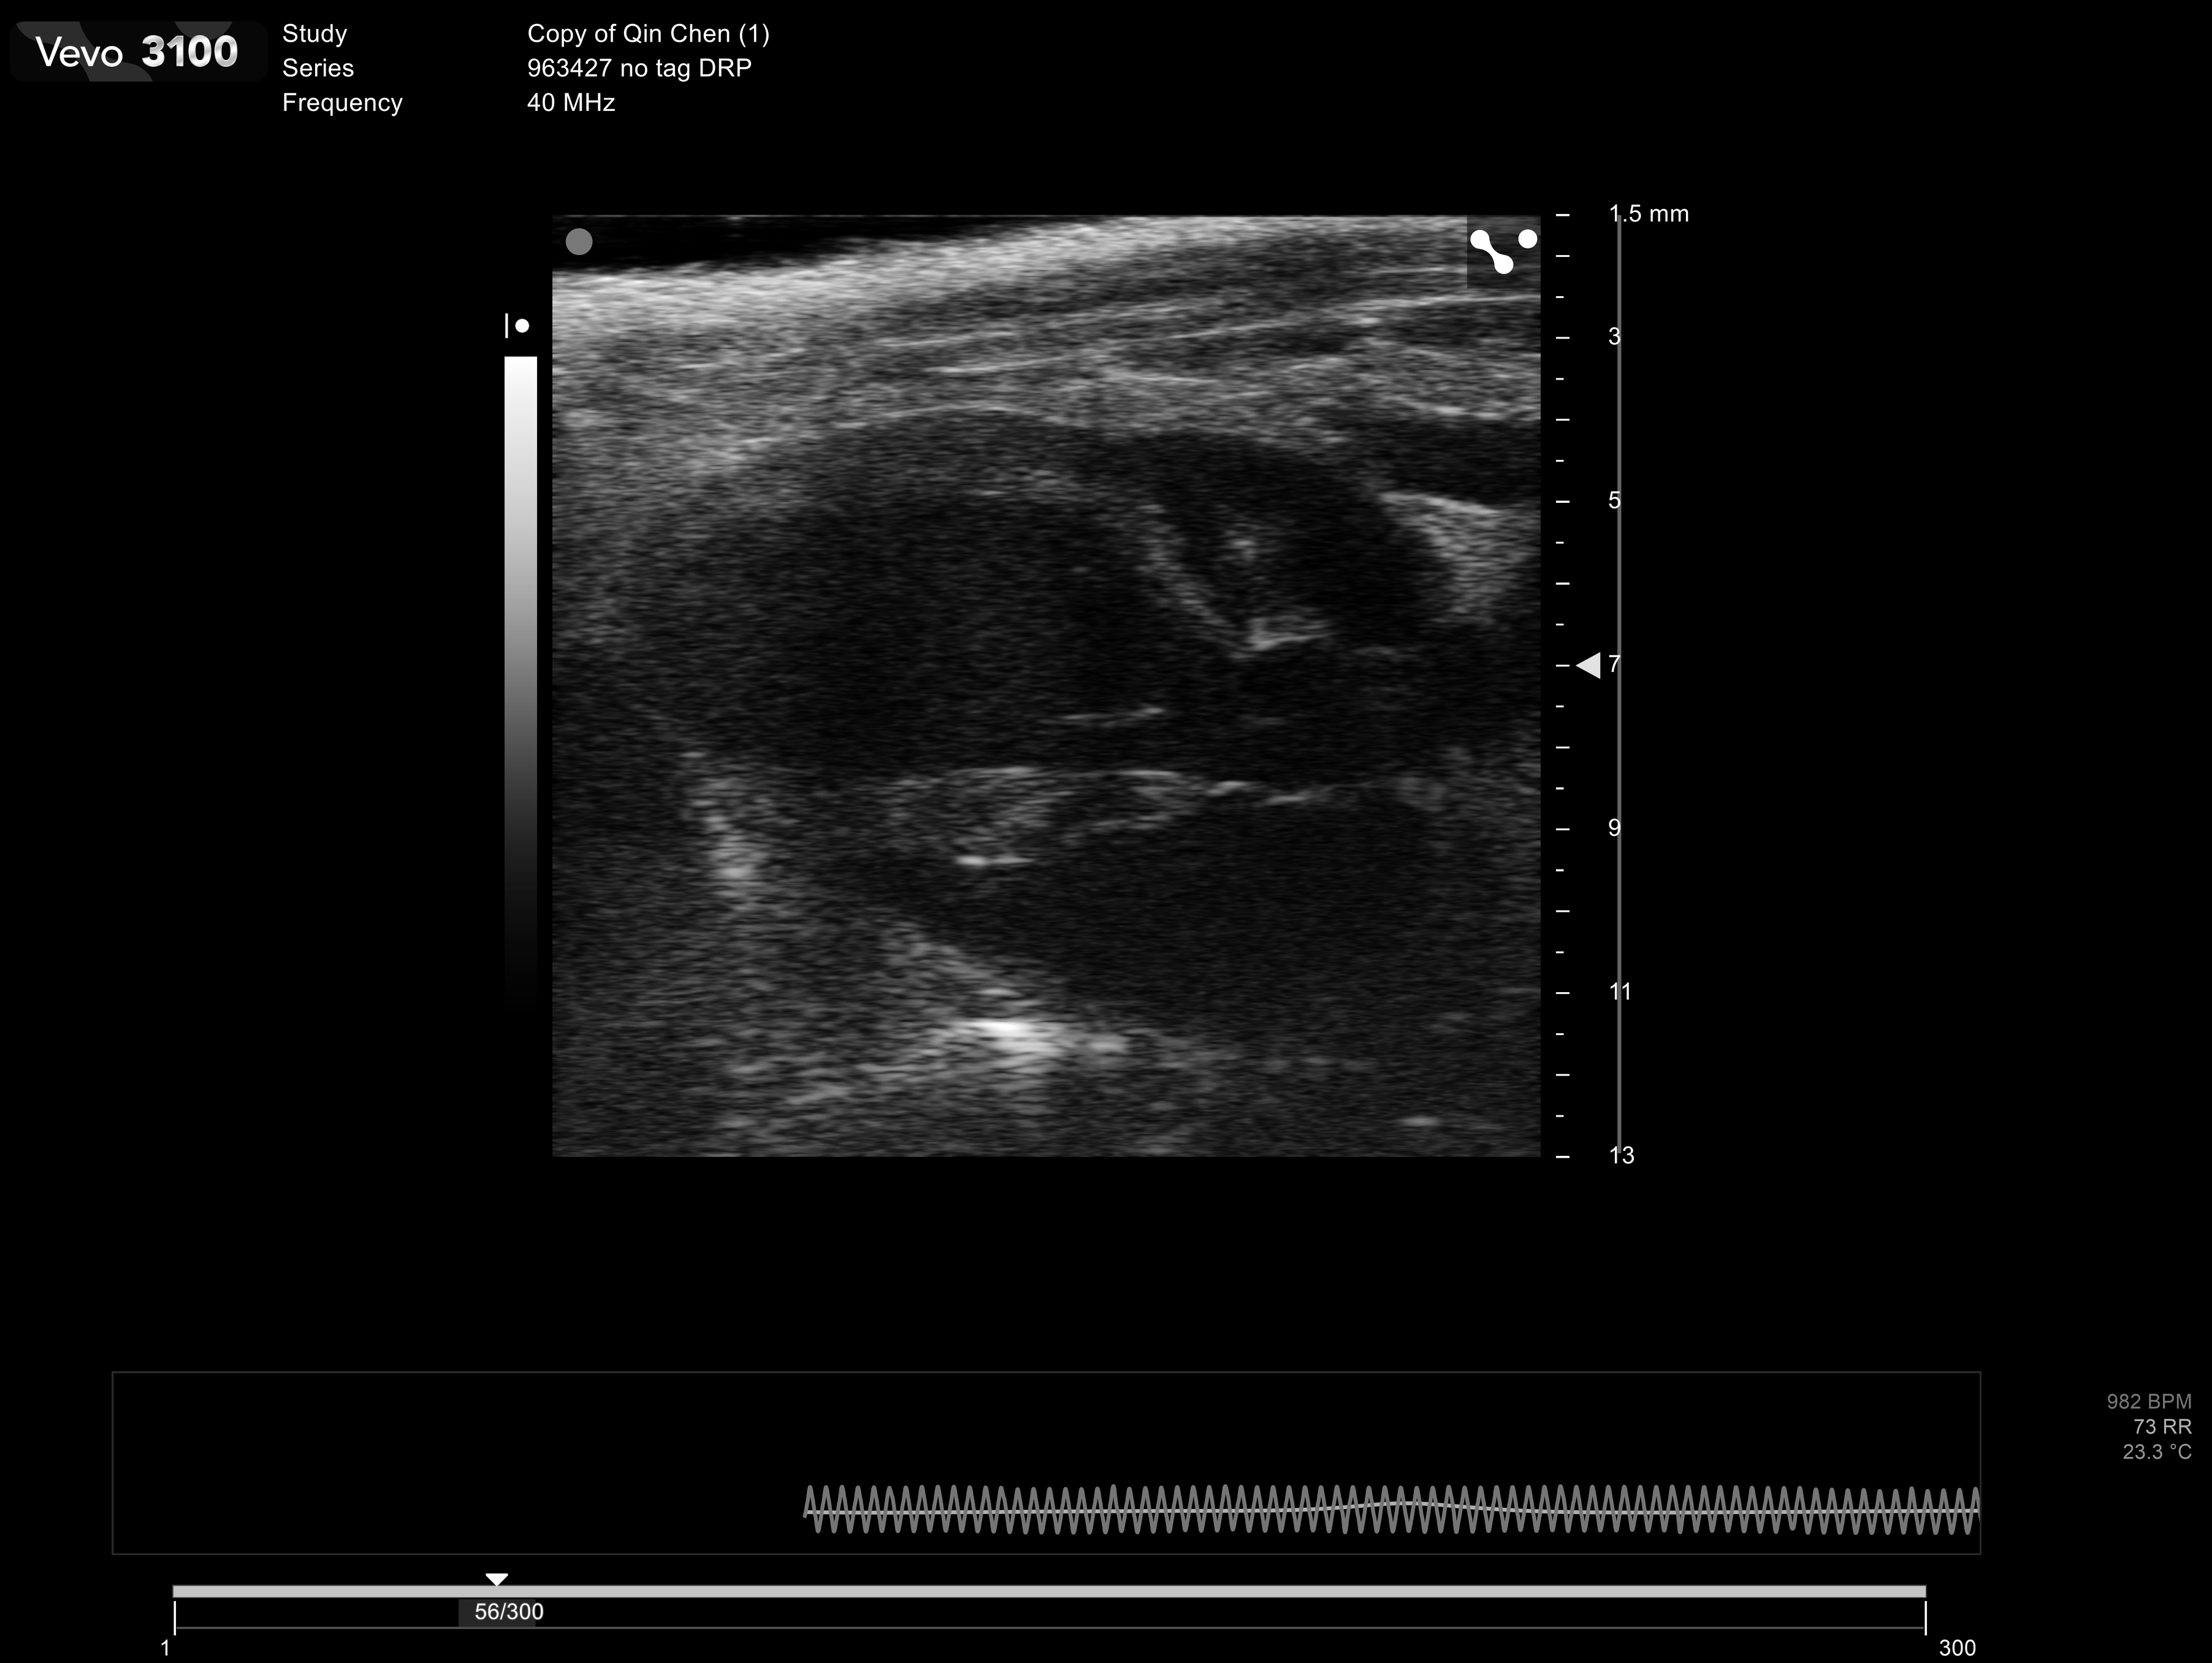 Vevo 3100
Study Copy of Qin Chen (1)
Series 963427 no tag DRP
Frequency 40 MHz
1.5 mm
3
5
7
9
11
13
982 BPM
73 RR
23.3 °C
56/300
1
300